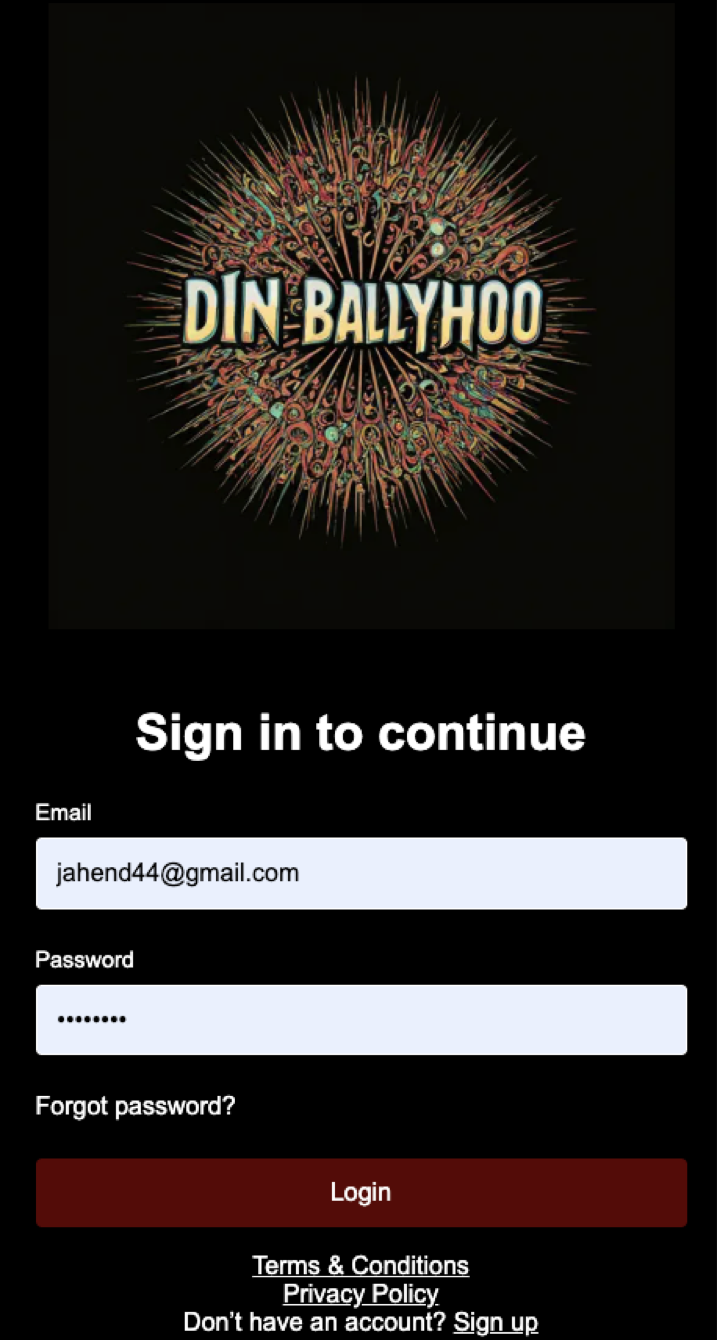 DIN BALLYHOO
Sign in to continue
Email
jahend44@gmail.com
Password
••••••••
Forgot password?
Login
Terms & Conditions
Privacy Policy
Don’t have an account? Sign up